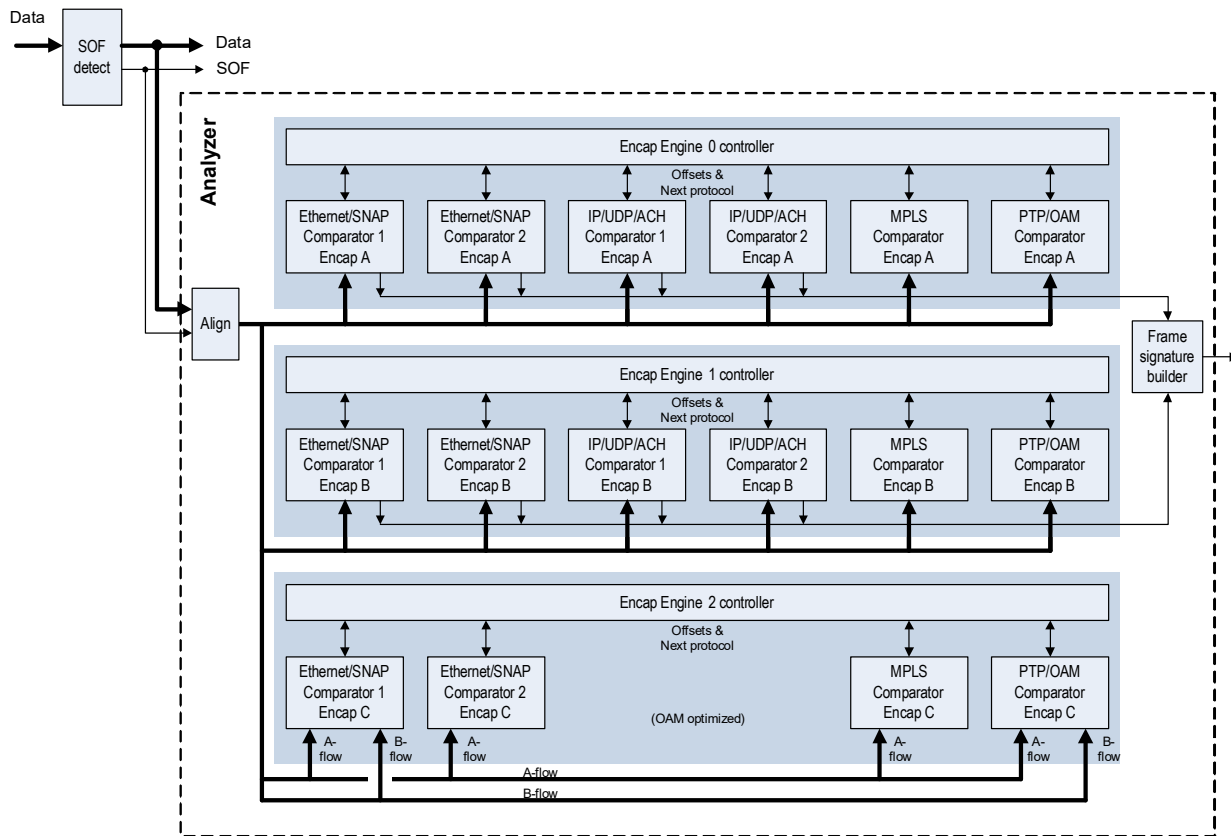 Data
SOF
detect
Data
SOF
Analyzer
Encap Engine 0 controller
Offsets &
Next protocol
Ethernet/SNAP
Comparator 1
Encap A
Ethernet/SNAP
Comparator 2
Encap A
IP/UDP/ACH
Comparator 1
Encap A
IP/UDP/ACH
Comparator 2
Encap A
MPLS
Comparator
Encap A
PTP/OAM
Comparator
Encap A
Align
Frame
signature
builder
Encap Engine 1 controller
Offsets &
Next protocol
Ethernet/SNAP
Comparator 1
Encap B
Ethernet/SNAP
Comparator 2
Encap B
IP/UDP/ACH
Comparator 1
Encap B
IP/UDP/ACH
Comparator 2
Encap B
MPLS
Comparator
Encap B
PTP/OAM
Comparator
Encap B
Encap Engine 2 controller
Offsets &
Next protocol
Ethernet/SNAP
Comparator 1
Encap C
Ethernet/SNAP
Comparator 2
Encap C
(OAM optimized)
MPLS
Comparator
Encap C
PTP/OAM
Comparator
Encap C
A-
flow
B-
flow
A-
flow
A-
flow
A-
flow
B-
flow
A-flow
B-flow